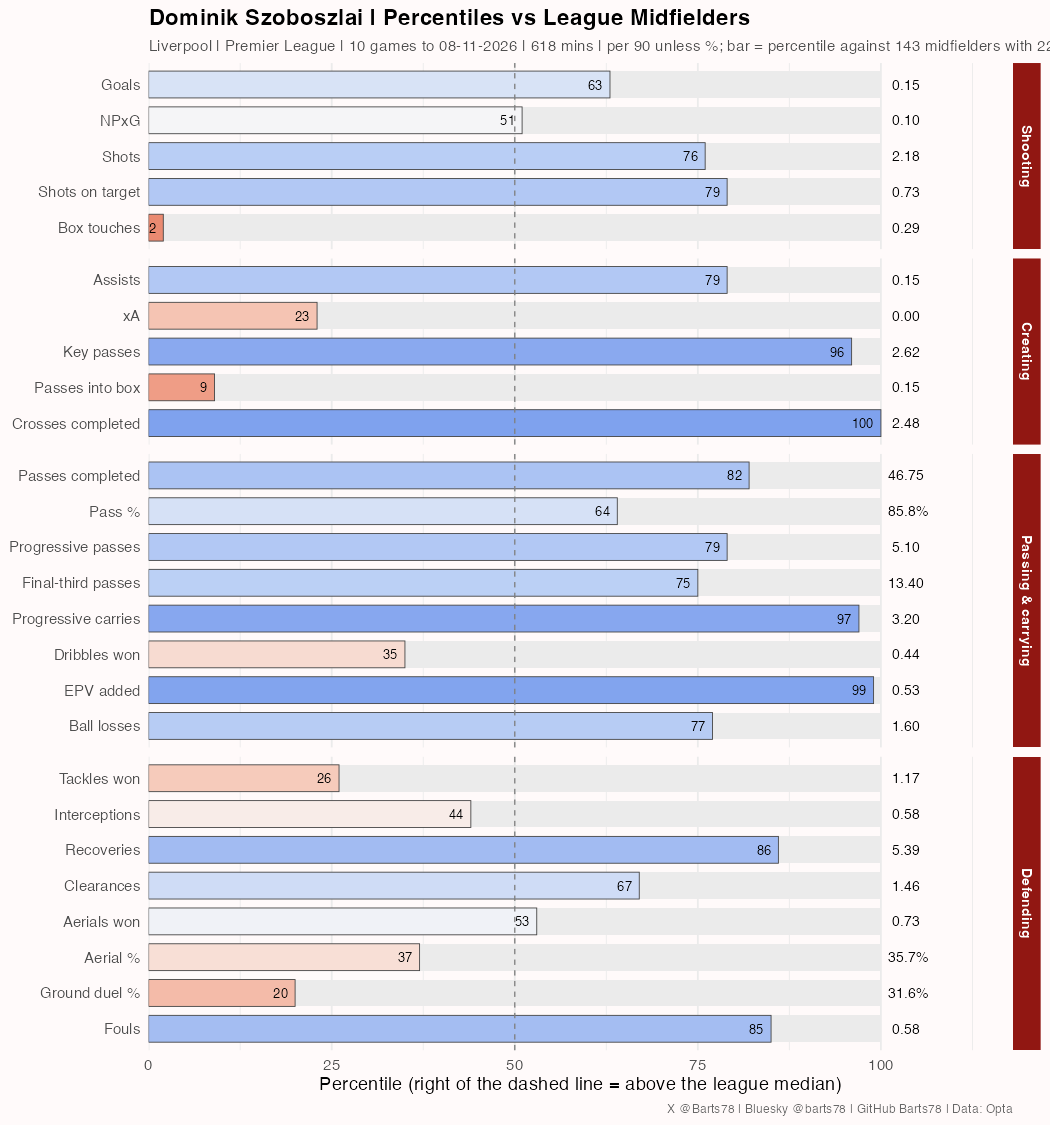 Dominik Szoboszlai | Percentiles vs League Midfielders
Liverpool | Premier League | 10 games to 08-11-2026 | 618 mins | per 90 unless %; bar = percentile against 143 midfielders with 22
Goals 63 0.15
NPxG 51 0.10
Shots 76 2.18
Shots on target 79 0.73
Box touches 2 0.29
Shooting
Assists 79 0.15
xA 23 0.00
Key passes 96 2.62
Passes into box 9 0.15
Crosses completed 100 2.48
Creating
Passes completed 82 46.75
Pass % 64 85.8%
Progressive passes 79 5.10
Final-third passes 75 13.40
Progressive carries 97 3.20
Dribbles won 35 0.44
EPV added 99 0.53
Ball losses 77 1.60
Passing & carrying
Tackles won 26 1.17
Interceptions 44 0.58
Recoveries 86 5.39
Clearances 67 1.46
Aerials won 53 0.73
Aerial % 37 35.7%
Ground duel % 20 31.6%
Fouls 85 0.58
Defending
0 25 50 75 100
Percentile (right of the dashed line = above the league median)
X @Barts78 | Bluesky @barts78 | GitHub Barts78 | Data: Opta